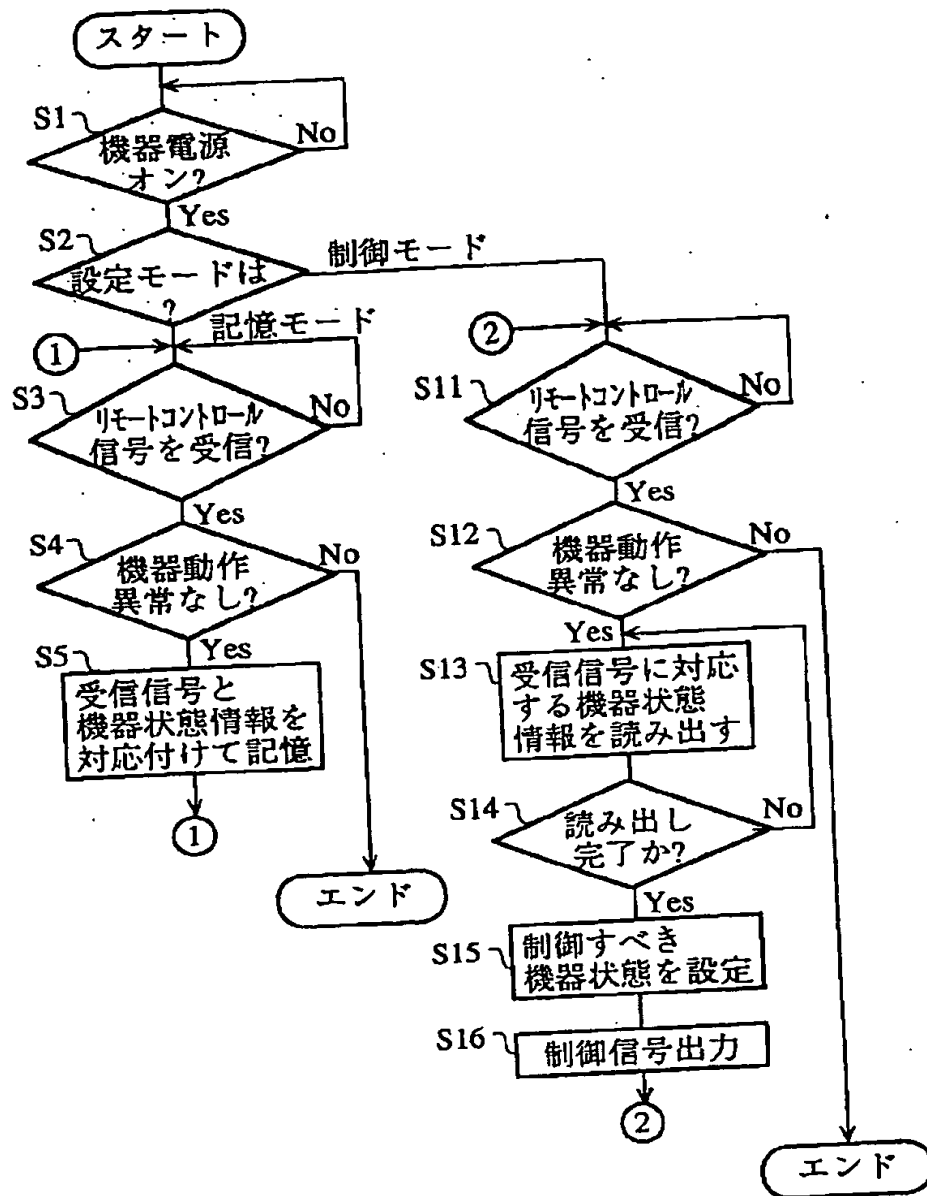 スタート
S1
機器電源
オン?
No
Yes
S2
設定モードは
?
制御モード
記憶モード
①
S3
リモートコントロール
信号を受信?
No
Yes
S4
機器動作
異常なし?
No
Yes
S5
受信信号と
機器状態情報を
対応付けて記憶
①
エンド
②
S11
リモートコントロール
信号を受信?
No
Yes
S12
機器動作
異常なし?
No
Yes
S13
受信信号に対応
する機器状態
情報を読み出す
S14
読み出し
完了か?
No
Yes
S15
制御すべき
機器状態を設定
S16
制御信号出力
②
エンド